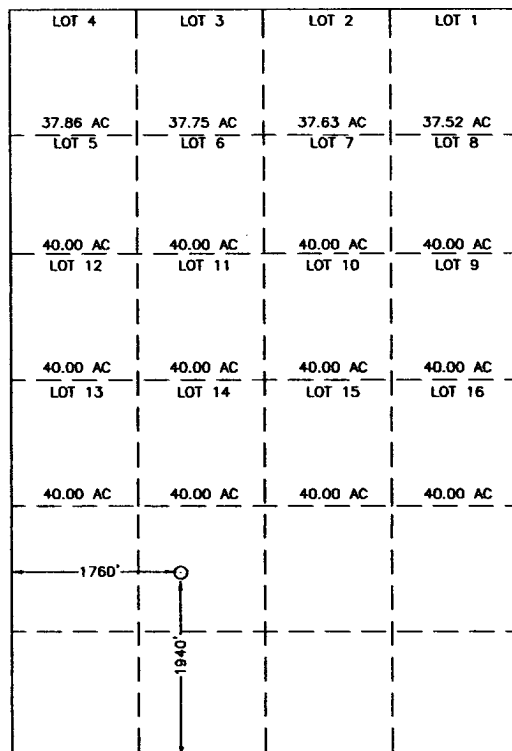 LOT 4 LOT 3 LOT 2 LOT 1
37.86 AC 37.75 AC 37.63 AC 37.52 AC
LOT 5 LOT 6 LOT 7 LOT 8
40.00 AC 40.00 AC 40.00 AC 40.00 AC
LOT 12 LOT 11 LOT 10 LOT 9
40.00 AC 40.00 AC 40.00 AC 40.00 AC
LOT 13 LOT 14 LOT 15 LOT 16
40.00 AC 40.00 AC 40.00 AC 40.00 AC
1760'
1940'